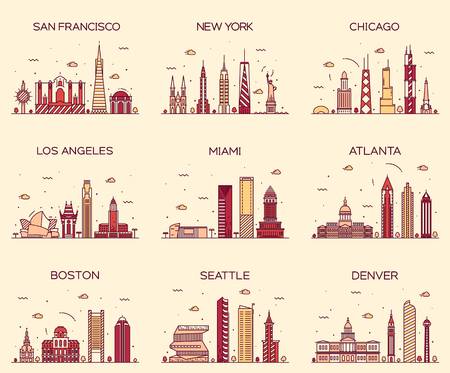 SAN FRANCISCO
NEW YORK
CHICAGO
LOS ANGELES
MIAMI
ATLANTA
BOSTON
SEATTLE
DENVER